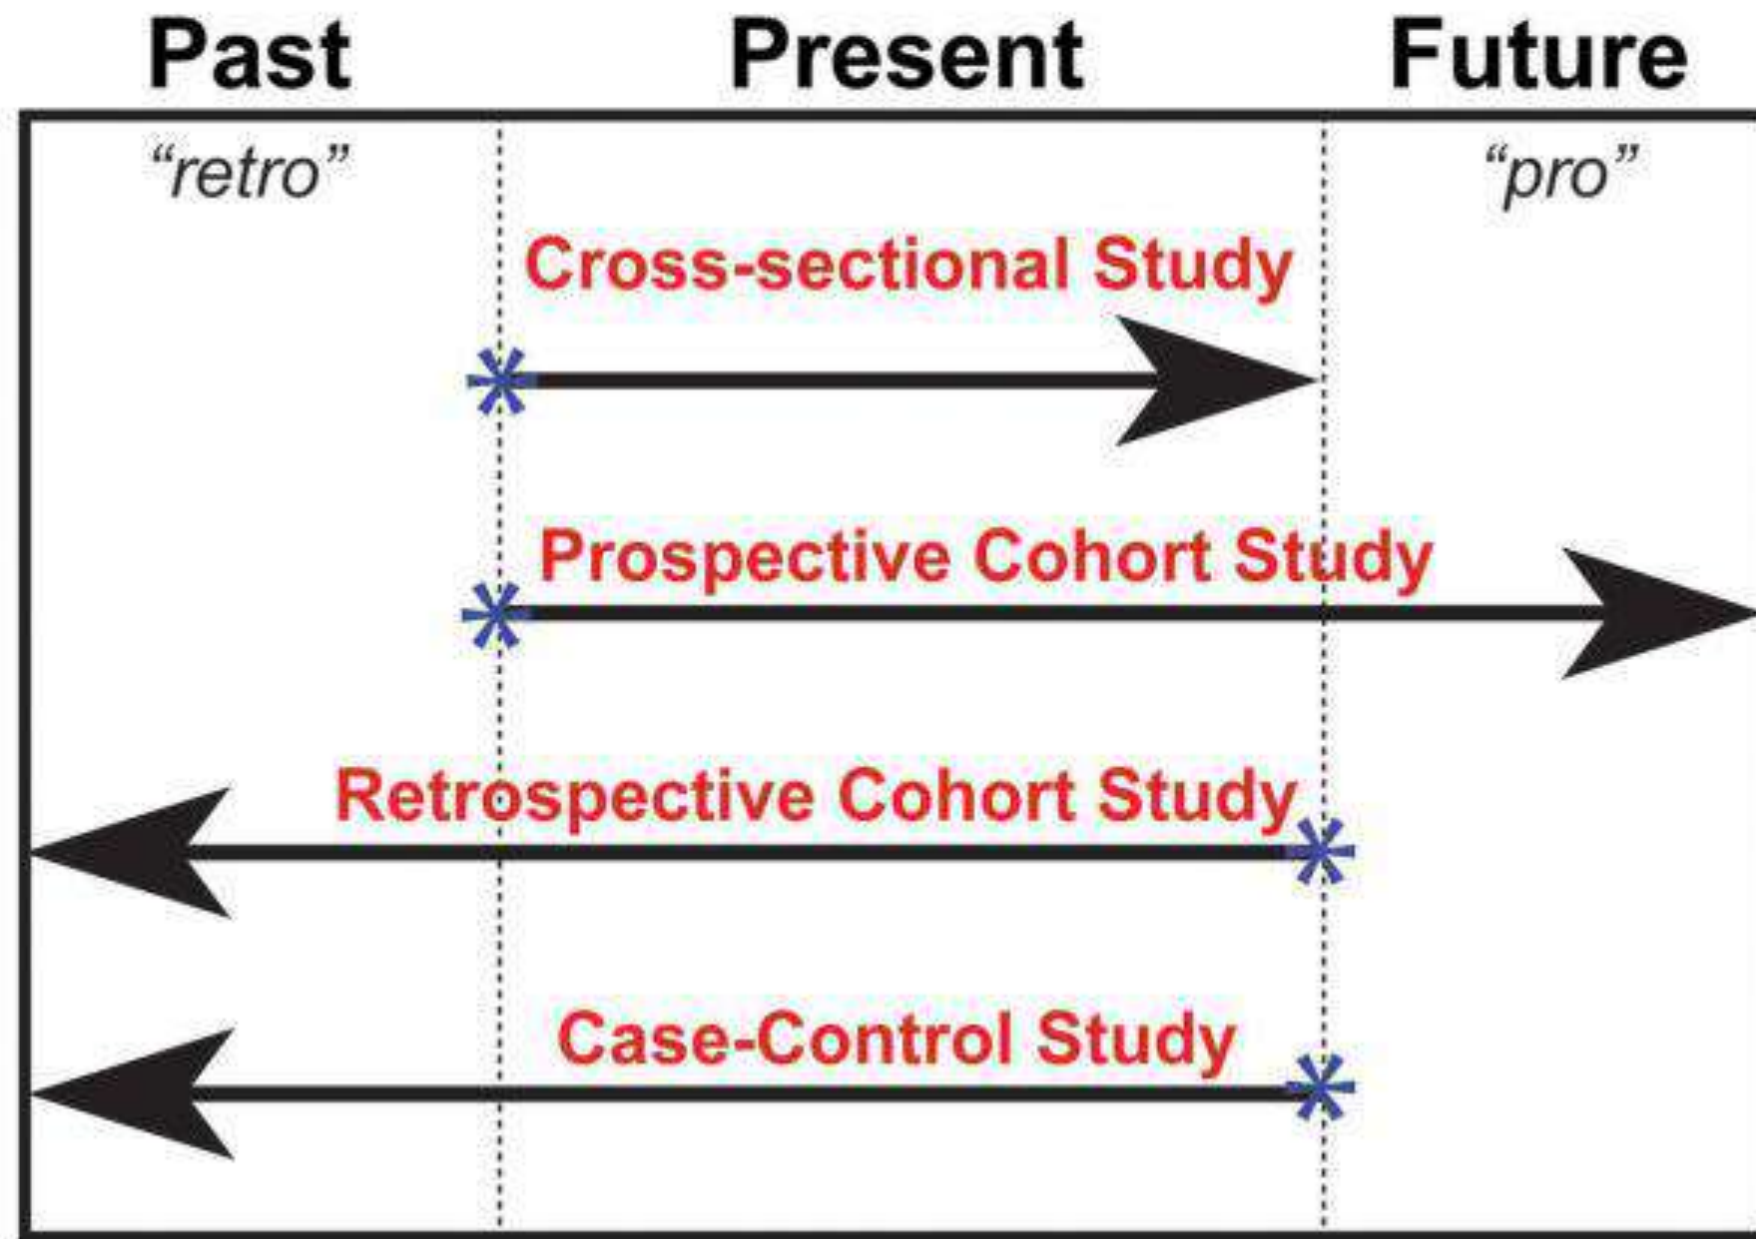 Past Present Future
“retro” “pro”
Cross-sectional Study
*
Prospective Cohort Study
*
Retrospective Cohort Study
*
Case-Control Study
*